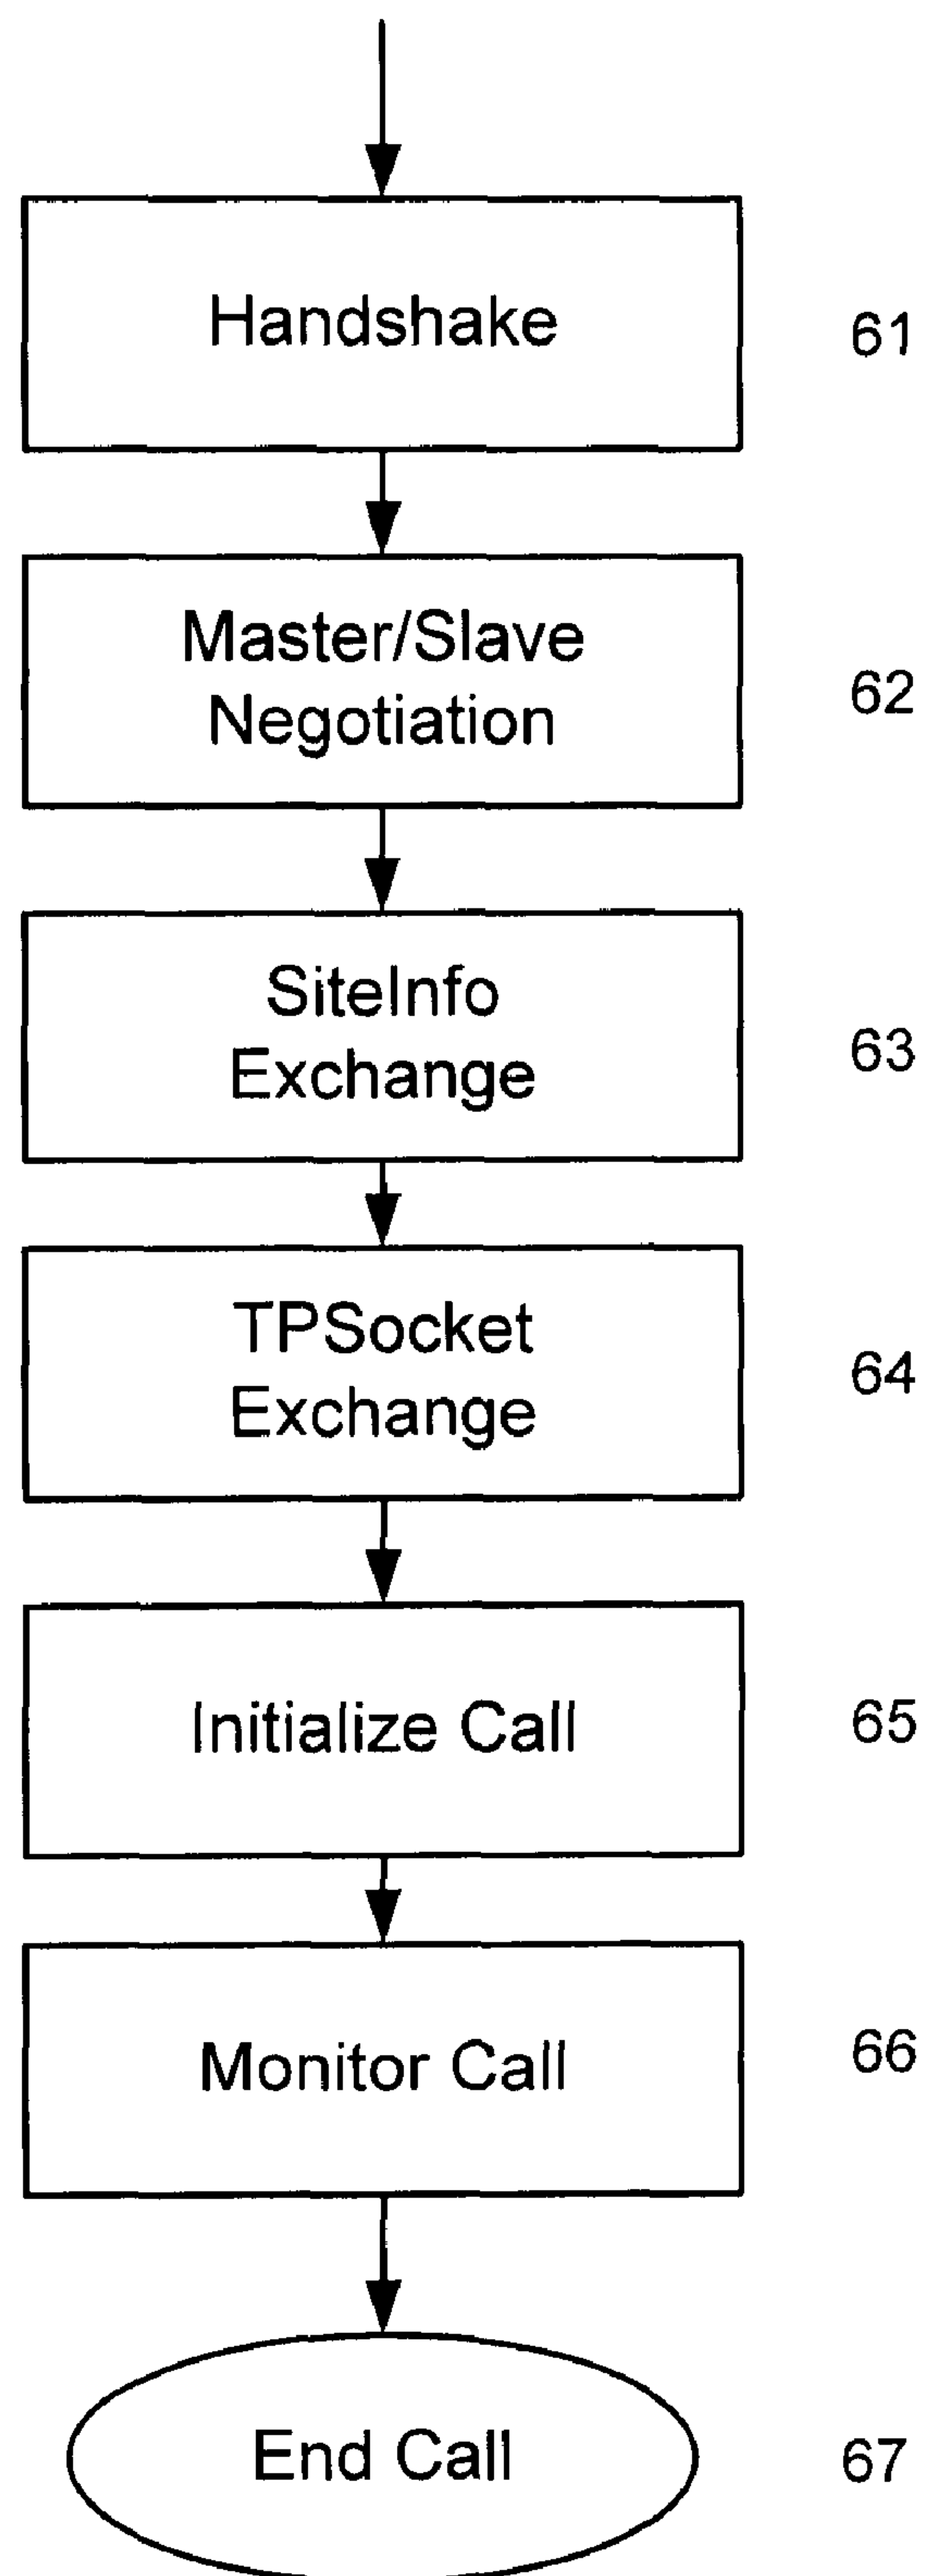 Handshake
61
Master/Slave
Negotiation
62
SiteInfo
Exchange
63
TPSocket
Exchange
64
Initialize Call
65
Monitor Call
66
End Call
67